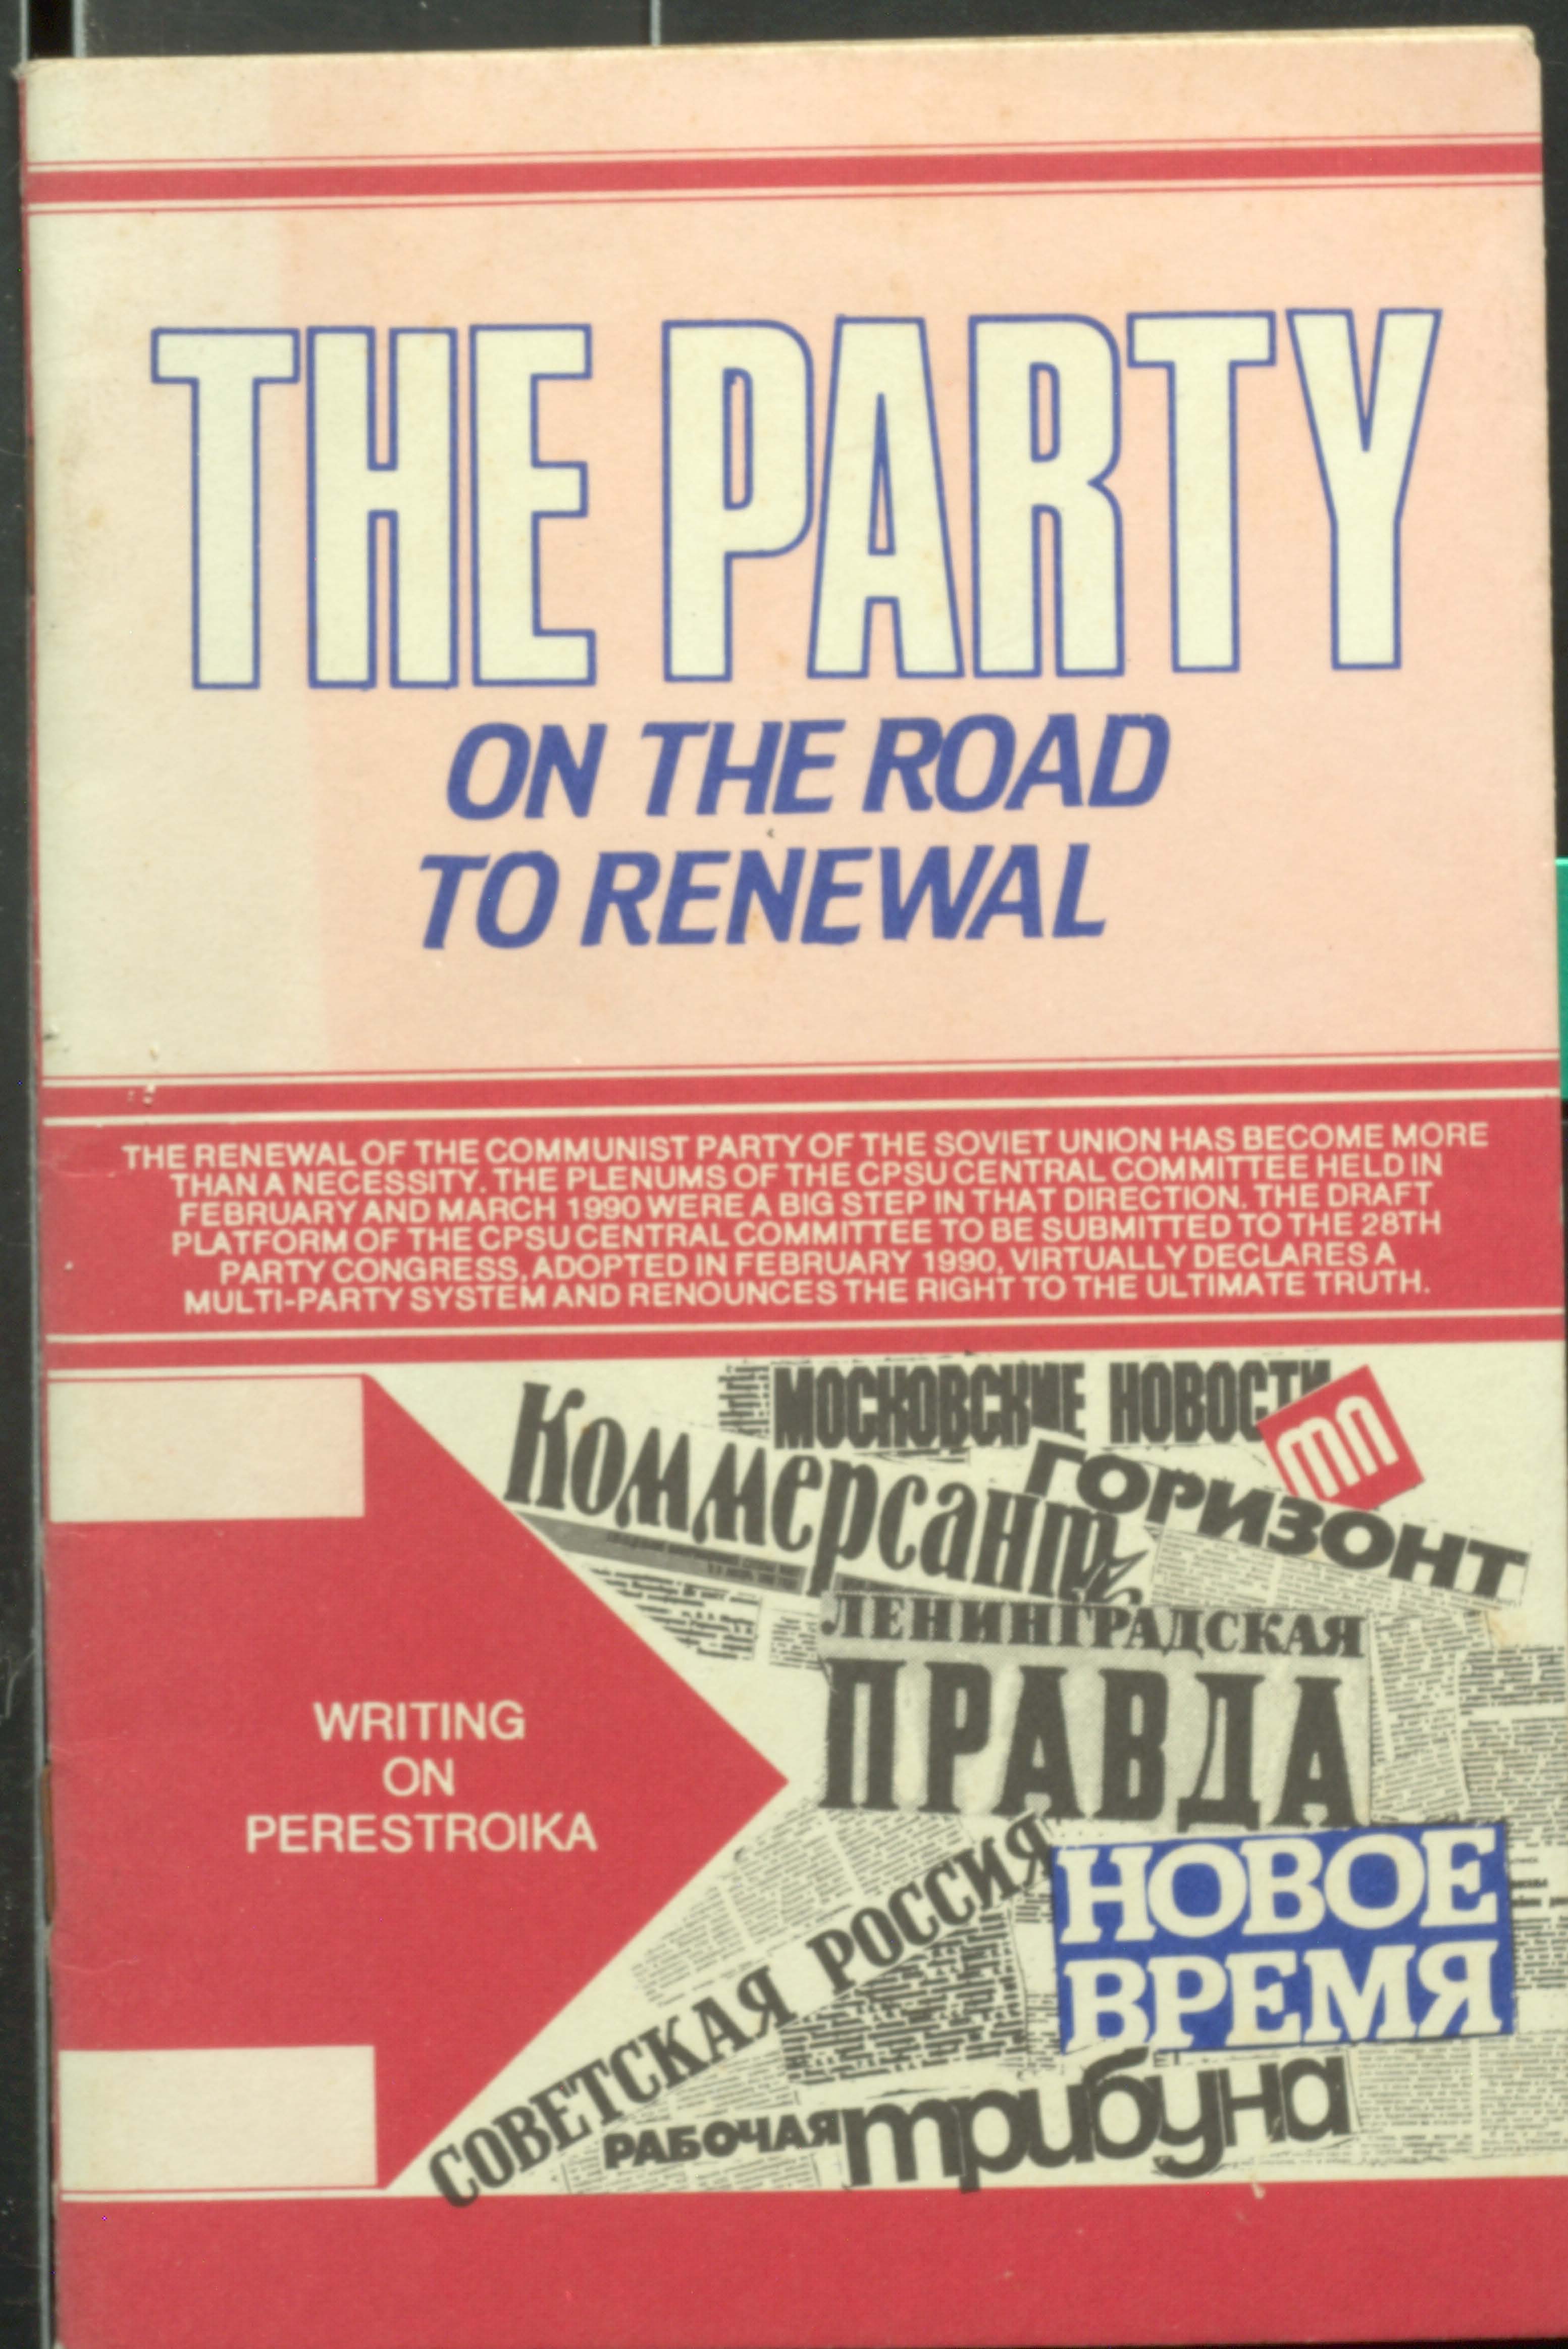 THE PARTY
ON THE ROAD
TO RENEWAL
THE RENEWAL OF THE COMMUNIST PARTY OF THE SOVIET UNION HAS BECOME MORE
THAN A NECESSITY. THE PLENUMS OF THE CPSU CENTRAL COMMITTEE HELD IN
FEBRUARY AND MARCH 1990 WERE A BIG STEP IN THAT DIRECTION. THE DRAFT
PLATFORM OF THE CPSU CENTRAL COMMITTEE TO BE SUBMITTED TO THE 28TH
PARTY CONGRESS, ADOPTED IN FEBRUARY 1990, VIRTUALLY DECLARES A
MULTI-PARTY SYSTEM AND RENOUNCES THE RIGHT TO THE ULTIMATE TRUTH.
МОСКОВСКИЕ НОВОСТИ
МП
Коммерсантъ
ГОРИЗОНТ
ЛЕНИНГРАДСКАЯ
ПРАВДА
WRITING
ON
PERESTROIKA
СОВЕТСКАЯ РОССИЯ
НОВОЕ
ВРЕМЯ
РАБОЧАЯ трибуна